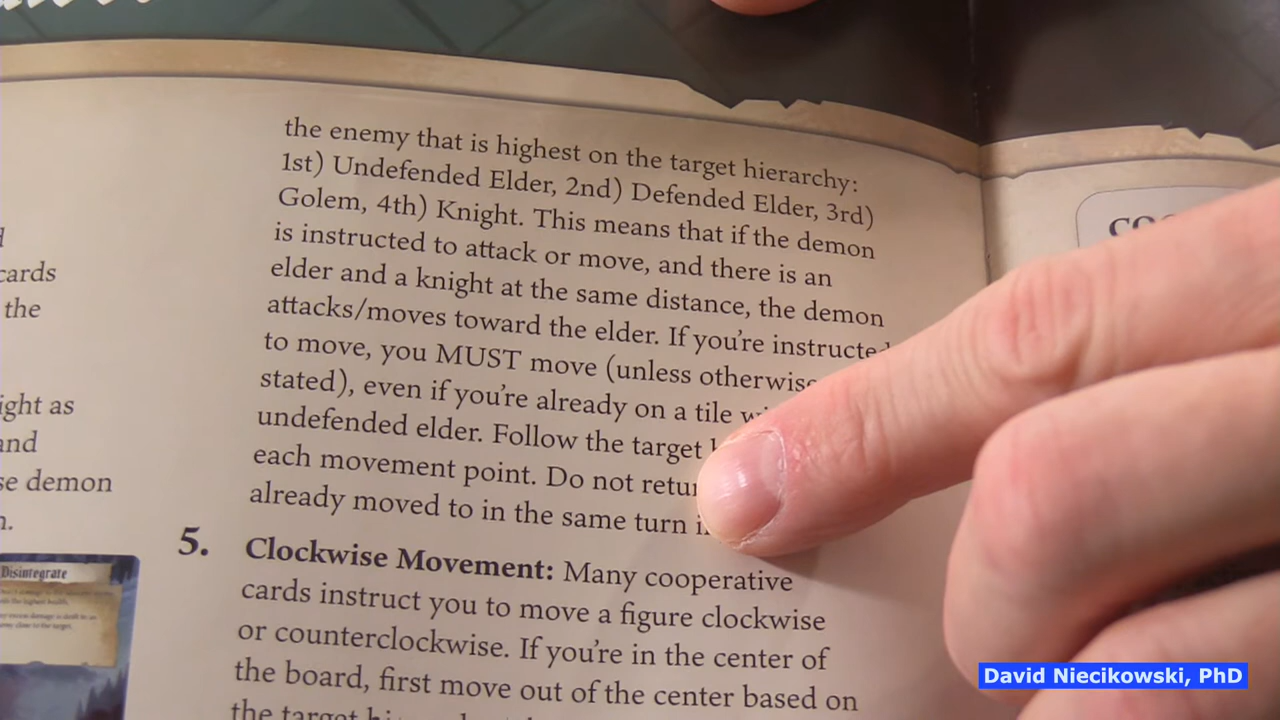 d
cards
the
ight as
and
se demon
n.
Disintegrate
the enemy that is highest on the target hierarchy:
1st) Undefended Elder, 2nd) Defended Elder, 3rd)
Golem, 4th) Knight. This means that if the demon
is instructed to attack or move, and there is an
elder and a knight at the same distance, the demon
attacks/moves toward the elder. If you're instructed
to move, you MUST move (unless otherwise
stated), even if you're already on a tile
undefended elder. Follow the target
each movement point. Do not
already moved to in the same turn
5. Clockwise Movement: Many cooperative
cards instruct you to move a figure clockwise
or counterclockwise. If you're in the center of
the board, first move out of the center based on
the
David Niecikowski, PhD